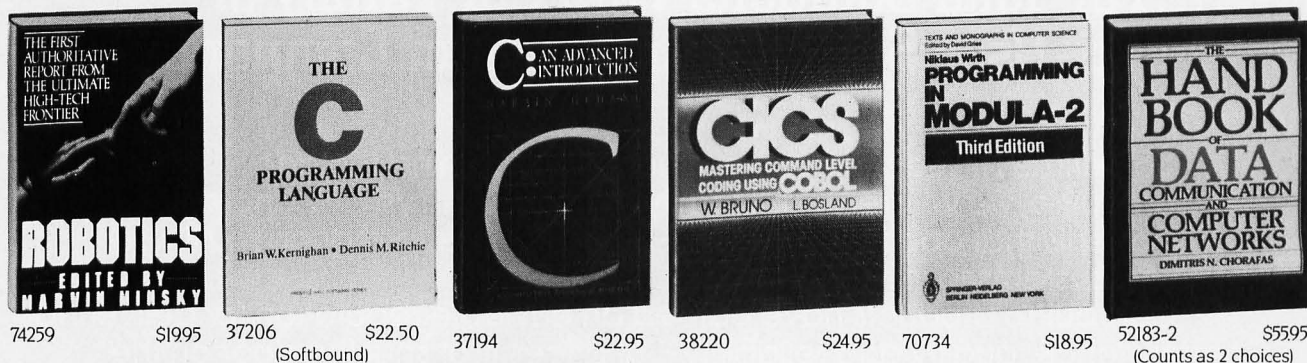 THE FIRST
AUTHORITATIVE
REPORT FROM
THE ULTIMATE
HIGH-TECH
FRONTIER
ROBOTICS
EDITED BY
MARVIN MINSKY
74259 $19.95
THE
C
PROGRAMMING
LANGUAGE
Brian W. Kernighan • Dennis M. Ritchie
PRENTICE-HALL SOFTWARE SERIES
37206 $22.50
(Softbound)
C: AN ADVANCED
INTRODUCTION
C
37194 $22.95
CICS
MASTERING COMMAND LEVEL
CODING USING COBOL
W. BRUNO L. BOSLAND
38220 $24.95
TEXTS AND MONOGRAPHS IN COMPUTER SCIENCE
Edited by David Gries
Niklaus Wirth
PROGRAMMING
IN
MODULA-2
Third Edition
SPRINGER-VERLAG
BERLIN HEIDELBERG NEW YORK
70734 $18.95
THE
HAND
BOOK
OF
DATA
COMMUNICATION
AND
COMPUTER
NETWORKS
DIMITRIS N. CHORAFAS
52183-2 $55.95
(Counts as 2 choices)